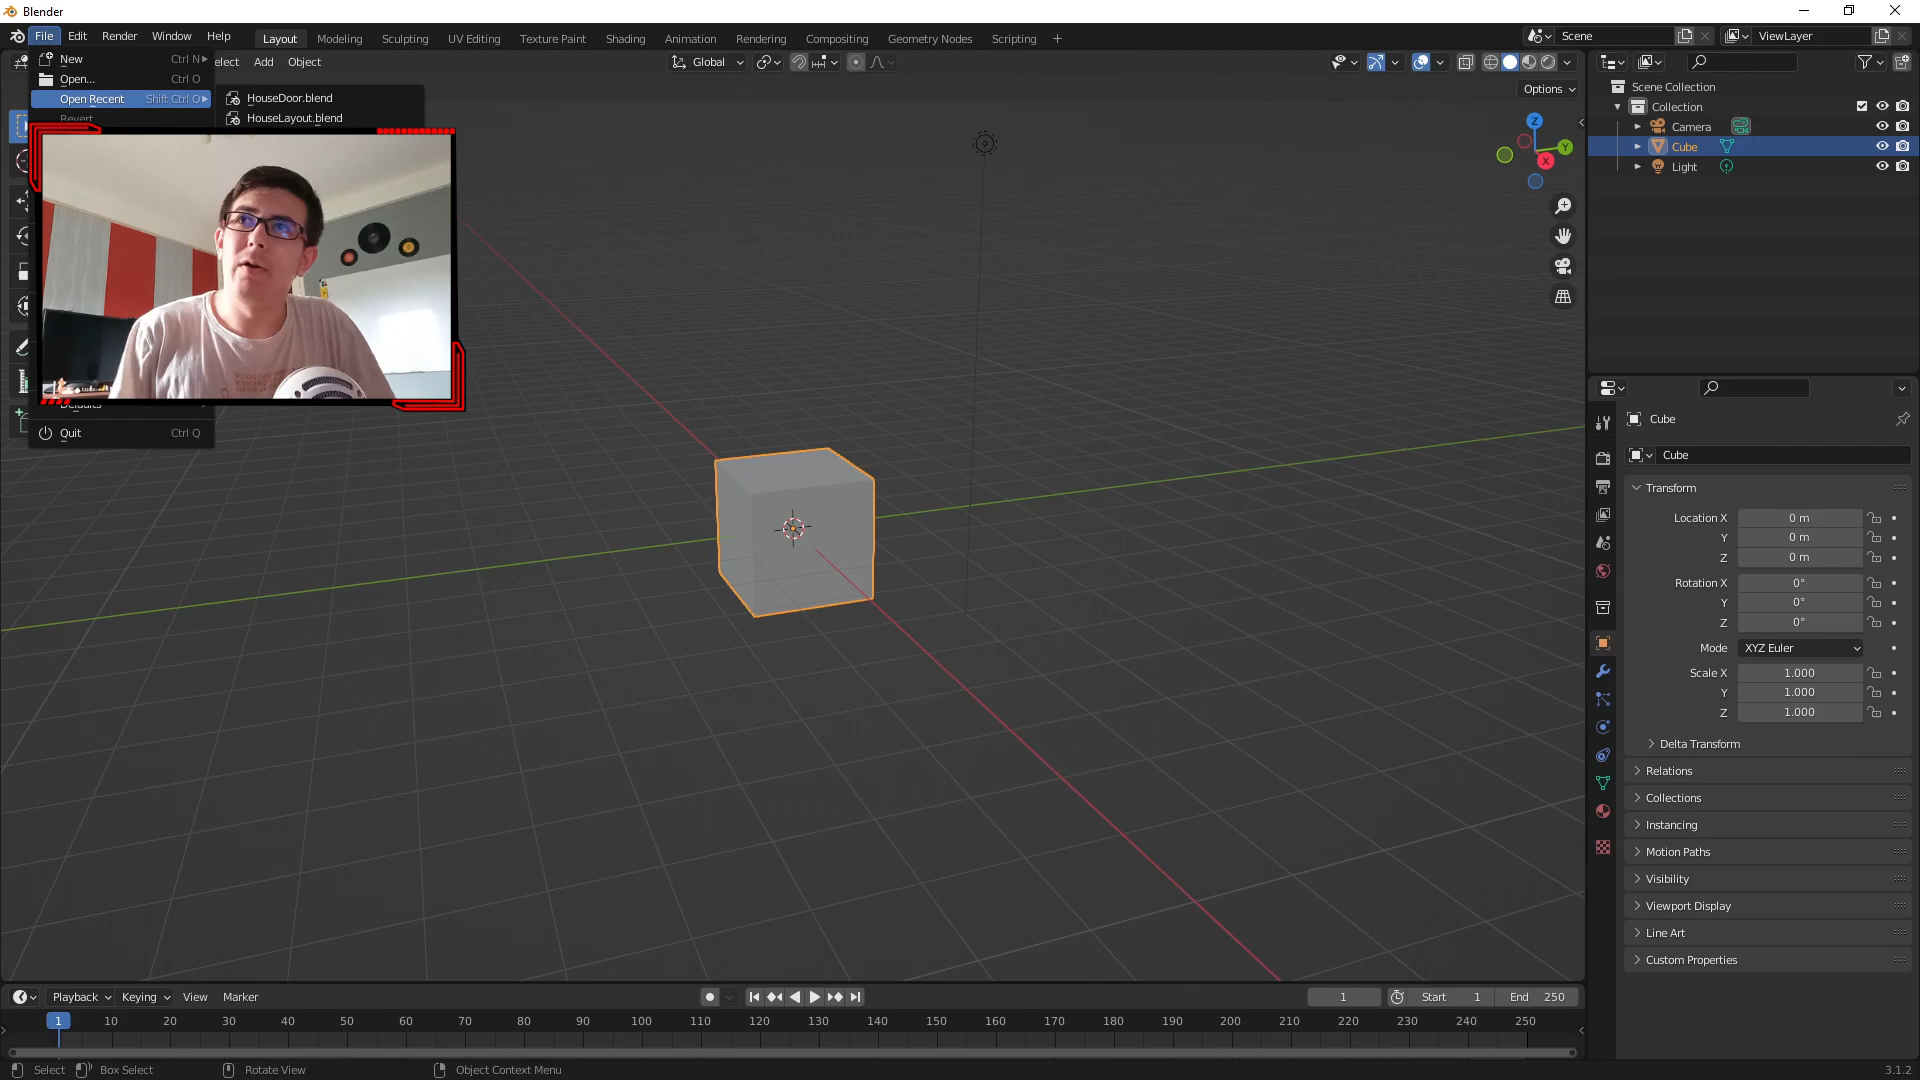 Blender
File Edit Render Window Help Layout Modeling Sculpting UV Editing Texture Paint Shading Animation Rendering Compositing Geometry Nodes Scripting + Scene ViewLayer
New Ctrl N
elect Add Object Global
Open... Ctrl O
Open Recent Shift Ctrl O
Revert
HouseDoor.blend
HouseLayout.blend
Options
Z
Y
X
Defaults
Quit Ctrl Q
Scene Collection
Collection
Camera
Cube
Light
Cube
Cube
Transform
Location X 0 m
Y 0 m
Z 0 m
Rotation X 0°
Y 0°
Z 0°
Mode XYZ Euler
Scale X 1.000
Y 1.000
Z 1.000
Delta Transform
Relations
Collections
Instancing
Motion Paths
Visibility
Viewport Display
Line Art
Custom Properties
Playback Keying View Marker 1 Start 1 End 250
1 10 20 30 40 50 60 70 80 90 100 110 120 130 140 150 160 170 180 190 200 210 220 230 240 250
Select Box Select Rotate View Object Context Menu 3.1.2